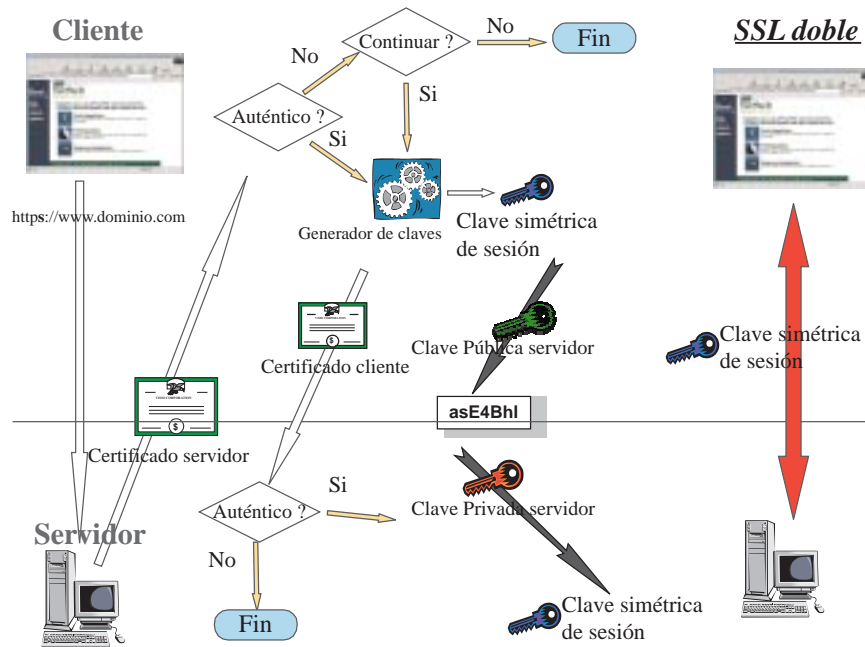 Cliente
Continuar ?
No
Fin
SSL doble
No
Si
Auténtico ?
Si
https://www.dominio.com
Generador de claves
Clave simétrica
de sesión
Certificado cliente
Clave Pública servidor
Clave simétrica
de sesión
asE4Bhl
Certificado servidor
Auténtico ?
Si
Clave Privada servidor
Servidor
No
Fin
Clave simétrica
de sesión